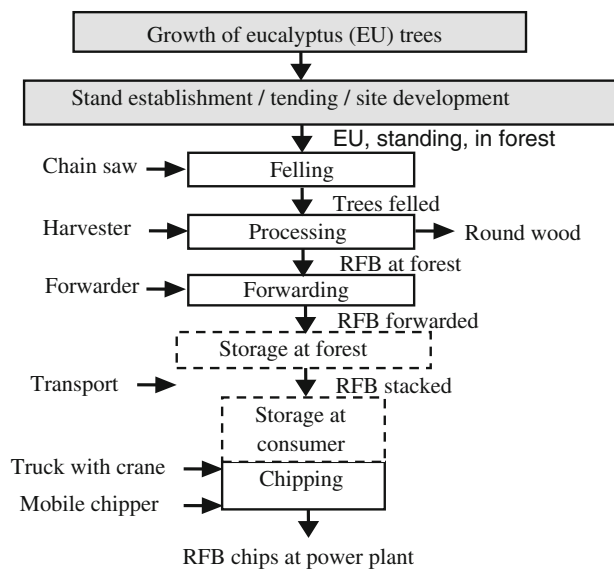 Growth of eucalyptus (EU) trees
Stand establishment / tending / site development
EU, standing, in forest
Chain saw
Felling
Trees felled
Harvester
Processing
Round wood
RFB at forest
Forwarder
Forwarding
RFB forwarded
Storage at forest
Transport
RFB stacked
Storage at
consumer
Truck with crane
Chipping
Mobile chipper
RFB chips at power plant